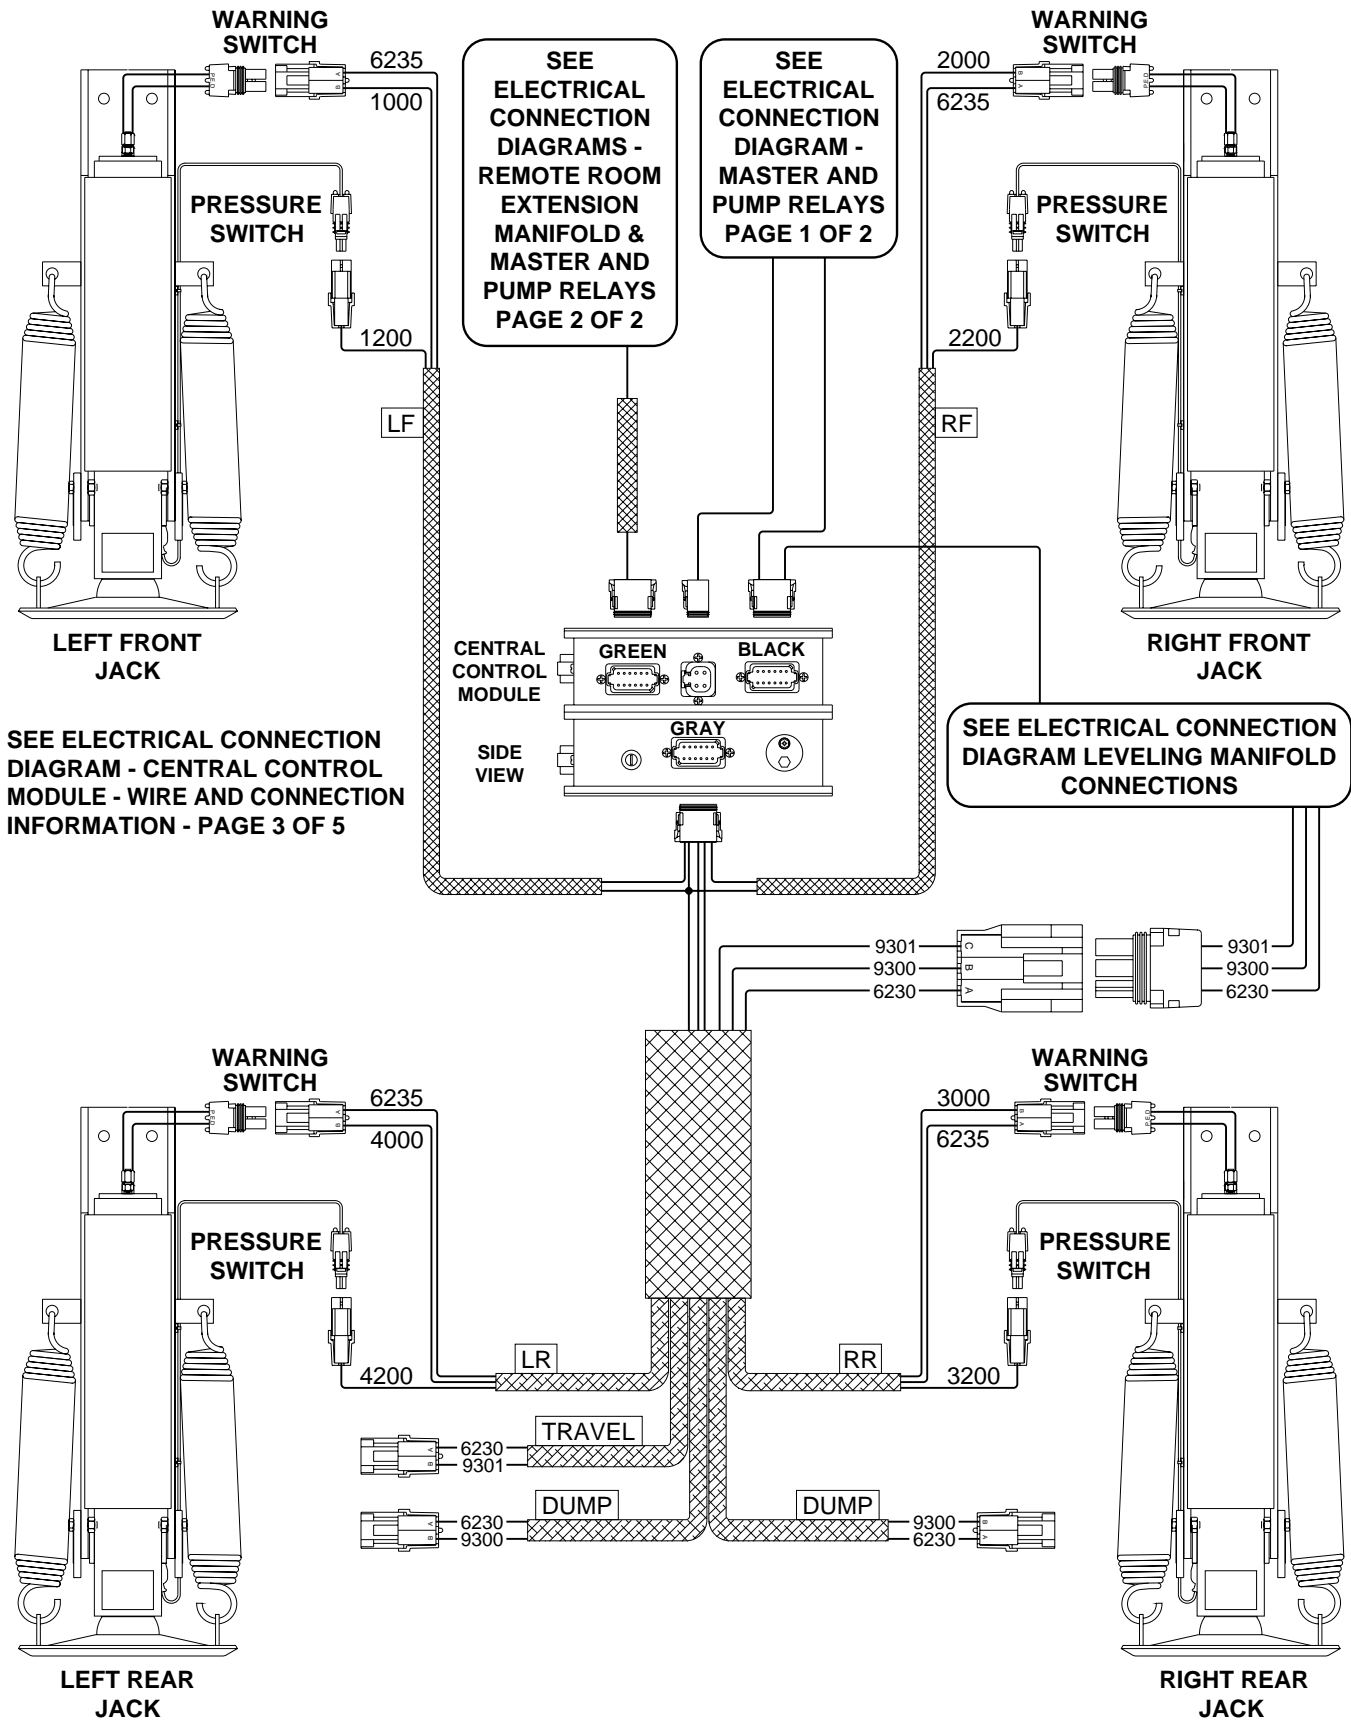 WARNING
SWITCH
6235
1000
PRESSURE
SWITCH
1200
LF
LEFT FRONT
JACK
SEE
ELECTRICAL
CONNECTION
DIAGRAMS -
REMOTE ROOM
EXTENSION
MANIFOLD &
MASTER AND
PUMP RELAYS
PAGE 2 OF 2
SEE
ELECTRICAL
CONNECTION
DIAGRAM -
MASTER AND
PUMP RELAYS
PAGE 1 OF 2
WARNING
SWITCH
2000
6235
B
A
PRESSURE
SWITCH
2200
RF
RIGHT FRONT
JACK
CENTRAL
CONTROL
MODULE
GREEN
BLACK
SIDE
VIEW
GRAY
SEE ELECTRICAL CONNECTION
DIAGRAM - CENTRAL CONTROL
MODULE - WIRE AND CONNECTION
INFORMATION - PAGE 3 OF 5
SEE ELECTRICAL CONNECTION
DIAGRAM LEVELING MANIFOLD
CONNECTIONS
9301
C
9301
9300
B
9300
6230
A
6230
WARNING
SWITCH
6235
4000
PRESSURE
SWITCH
4200
LR
LEFT REAR
JACK
WARNING
SWITCH
3000
6235
B
A
PRESSURE
SWITCH
3200
RR
RIGHT REAR
JACK
TRAVEL
6230
9301
DUMP
6230
9300
DUMP
9300
6230
B
A